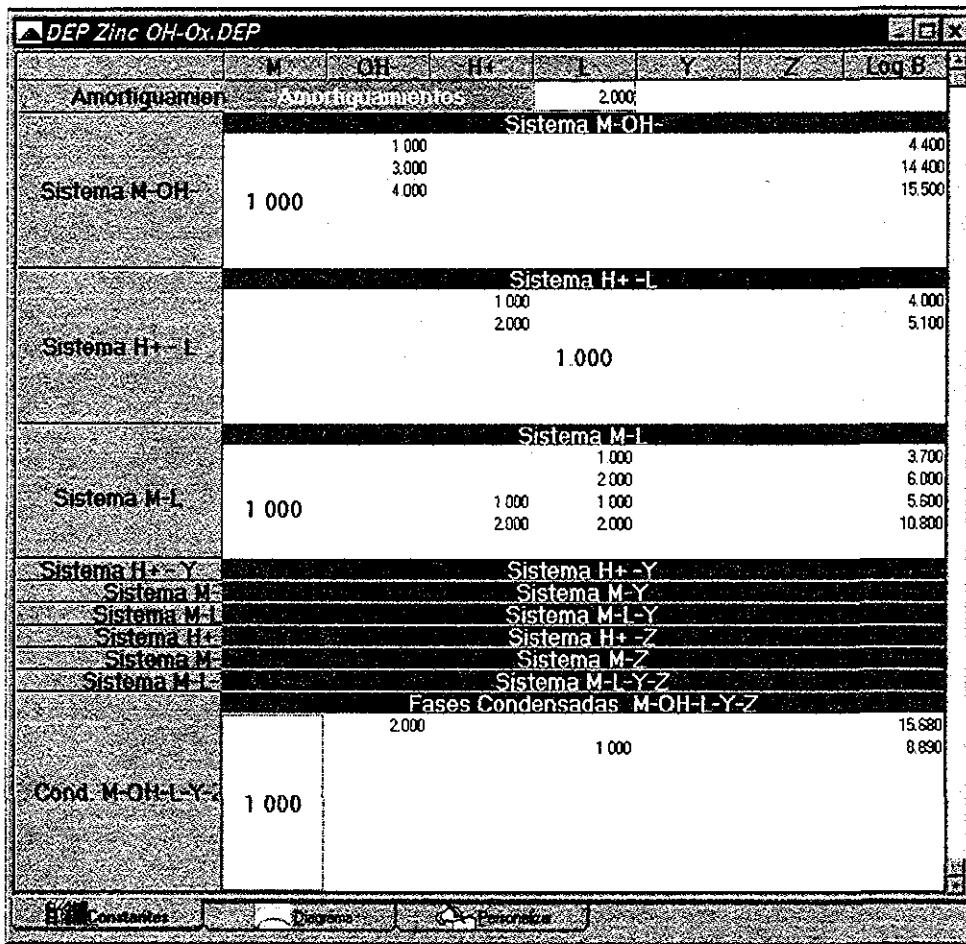 DEP Zinc OH-Ox.DEP
M OH- H+ L Y Z Log B
Amortiguamien Amortiguamientos 2.000
Sistema M-OH-
1 000 4.400
3.000 14 400
Sistema M-OH- 1 000 4.000 15.500
Sistema H+ -L
1 000 4.000
2.000 5.100
Sistema H+ - L 1.000
Sistema M-L
1 000 3.700
2 000 6.000
Sistema M-L 1 000 1 000 1 000 5.600
2.000 2.000 10.800
Sistema H+ - Y Sistema H+ -Y
Sistema M- Sistema M-Y
Sistema M-L Sistema M-L-Y
Sistema H+ Sistema H+ -Z
Sistema M- Sistema M-Z
Sistema M-L- Sistema M-L-Y-Z
Fases Condensadas M-OH-L-Y-Z
2.000 15.680
1 000 8.890
Cond. M-OH-L-Y-Z 1 000
Constantes Diagrama Personalizar